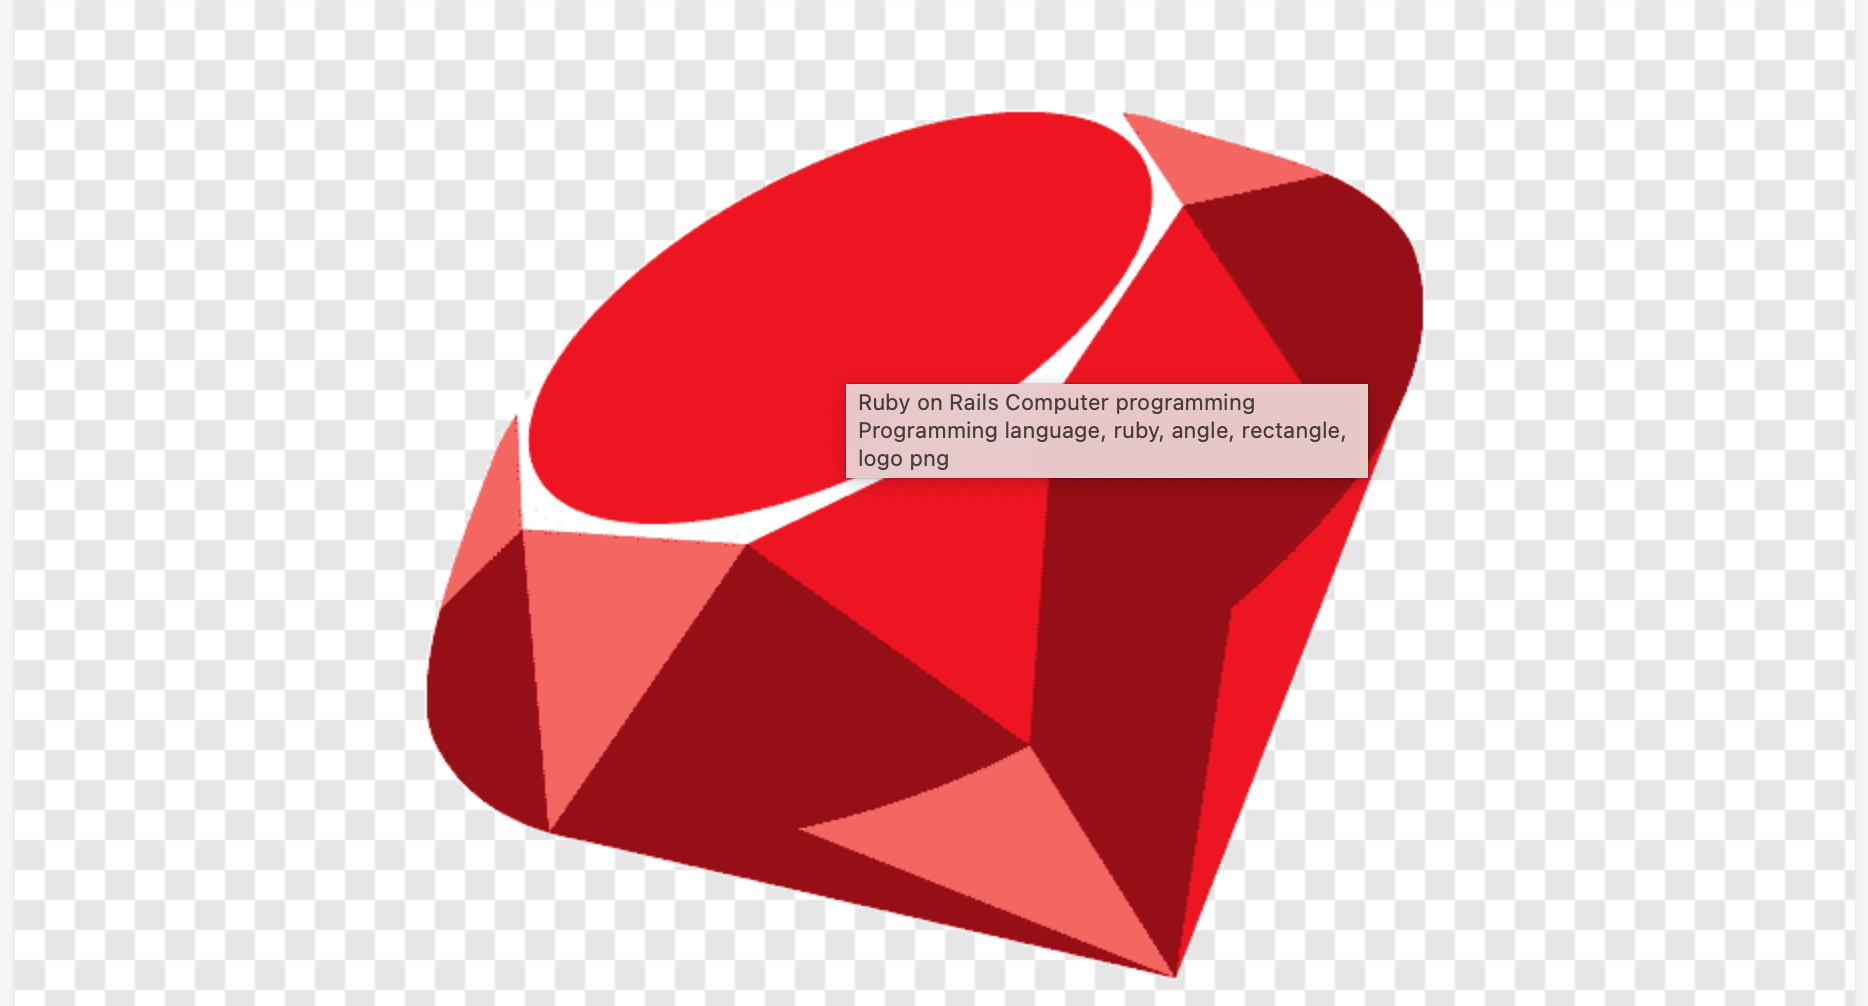 Ruby on Rails Computer programming
Programming language, ruby, angle, rectangle,
logo png